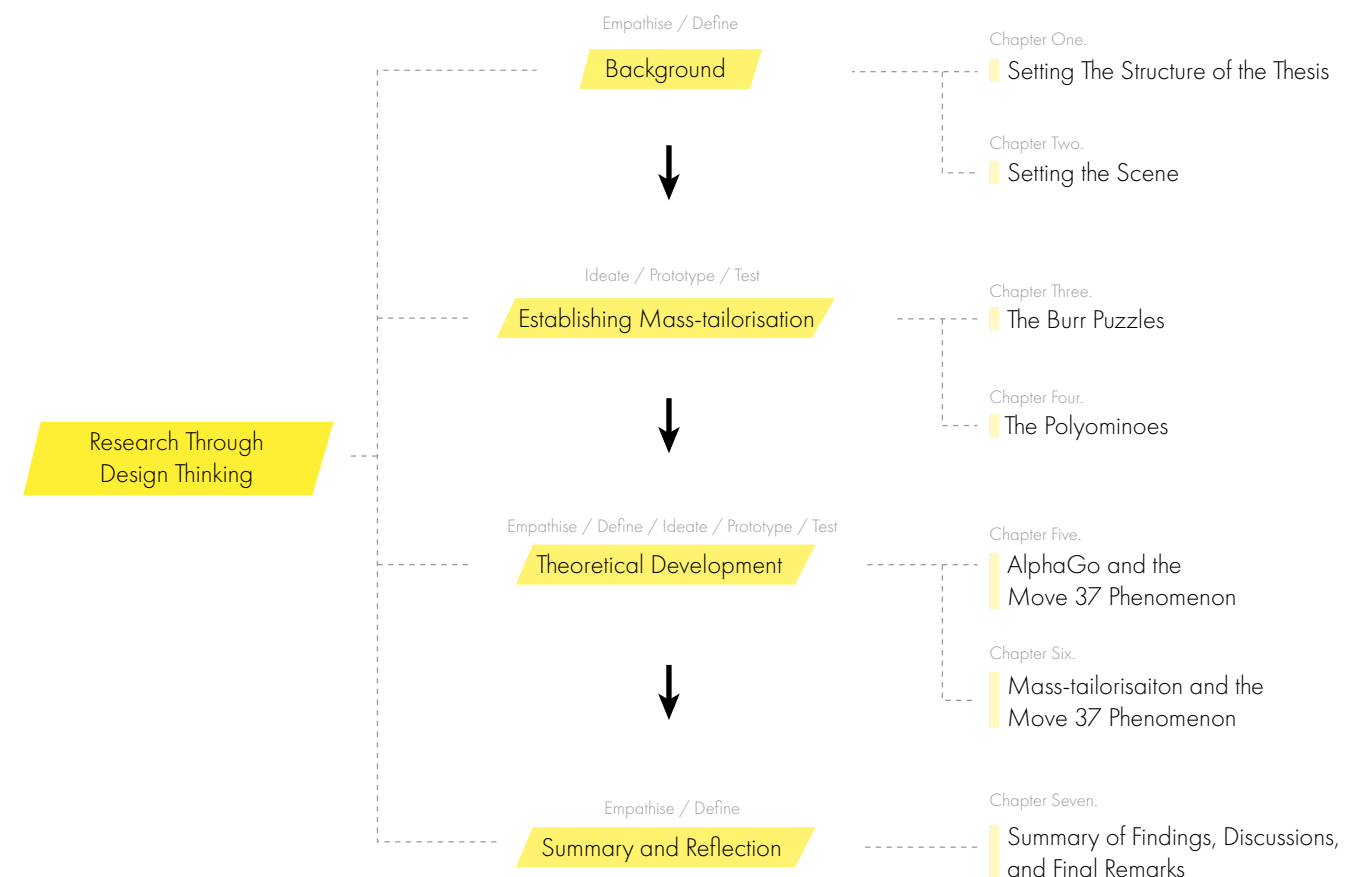 Empathise / Define
Background
Chapter One.
Setting The Structure of the Thesis
Chapter Two.
Setting the Scene
Ideate / Prototype / Test
Establishing Mass-tailorisation
Chapter Three.
The Burr Puzzles
Chapter Four.
The Polyominoes
Research Through
Design Thinking
Empathise / Define / Ideate / Prototype / Test
Theoretical Development
Chapter Five.
AlphaGo and the
Move 37 Phenomenon
Chapter Six.
Mass-tailorisaiton and the
Move 37 Phenomenon
Empathise / Define
Summary and Reflection
Chapter Seven.
Summary of Findings, Discussions,
and Final Remarks